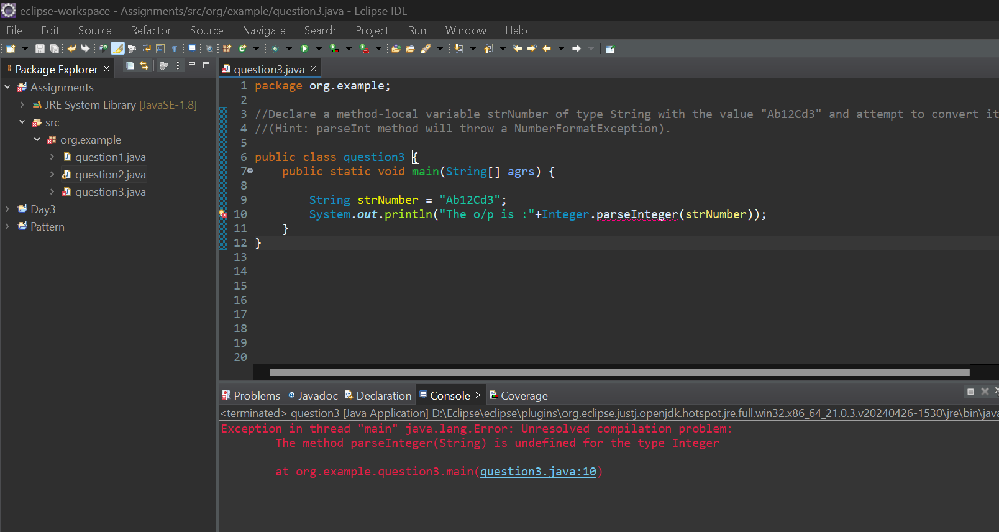 eclipse-workspace - Assignments/src/org/example/question3.java - Eclipse IDE
File Edit Source Refactor Source Navigate Search Project Run Window Help
Package Explorer
Assignments
JRE System Library [JavaSE-1.8]
src
org.example
question1.java
question2.java
question3.java
Day3
Pattern
question3.java
1 package org.example;
2
3 //Declare a method-local variable strNumber of type String with the value "Ab12Cd3" and attempt to convert it
4 //(Hint: parseInt method will throw a NumberFormatException).
5
6 public class question3 {
7 public static void main(String[] agrs) {
8
9 String strNumber = "Ab12Cd3";
10 System.out.println("The o/p is :"+Integer.parseInteger(strNumber));
11 }
12 }
13
14
15
16
17
18
19
20
Problems @ Javadoc Declaration Console Coverage
<terminated> question3 [Java Application] D:\Eclipse\eclipse\plugins\org.eclipse.justj.openjdk.hotspot.jre.full.win32.x86_64_21.0.3.v20240426-1530\jre\bin\java
Exception in thread "main" java.lang.Error: Unresolved compilation problem:
The method parseInteger(String) is undefined for the type Integer
at org.example.question3.main(question3.java:10)